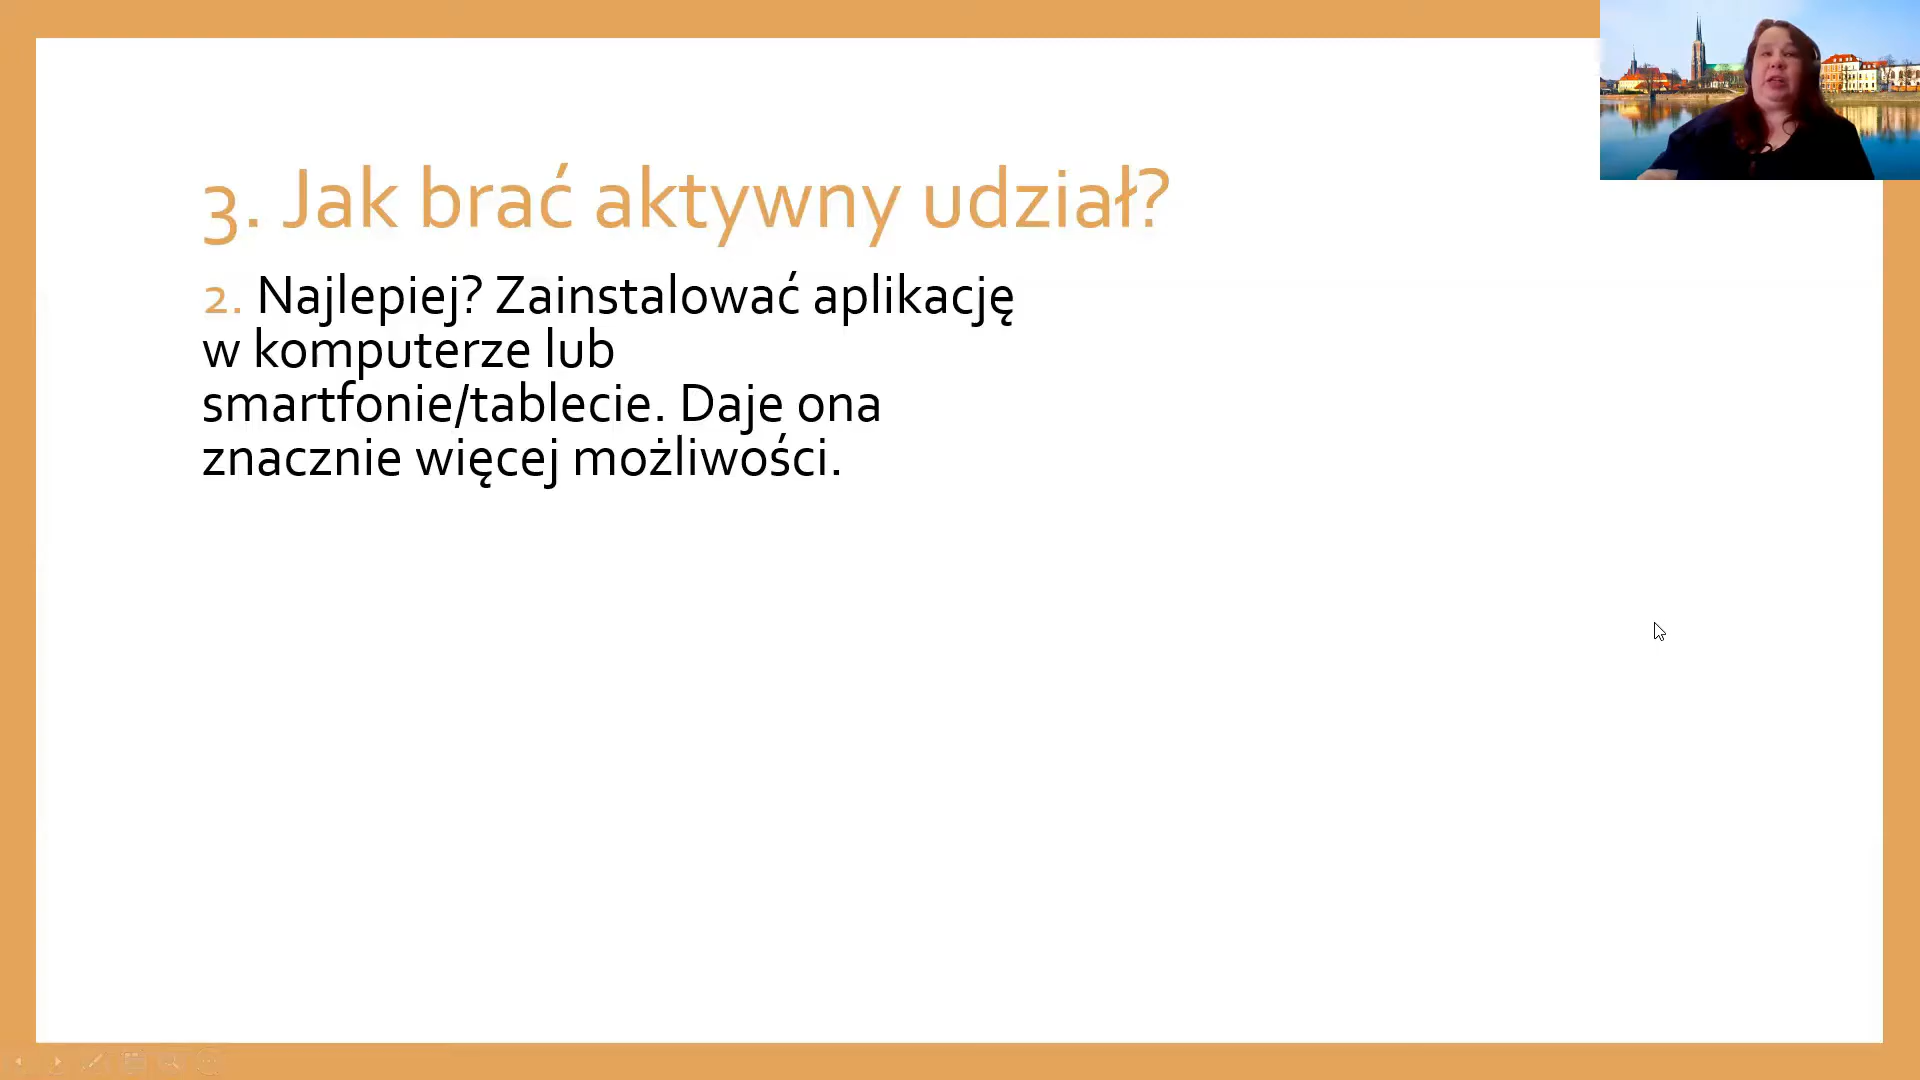 3. Jak brać aktywny udział?
2. Najlepiej? Zainstalować aplikację
w komputerze lub
smartfonie/tablecie. Daje ona
znacznie więcej możliwości.